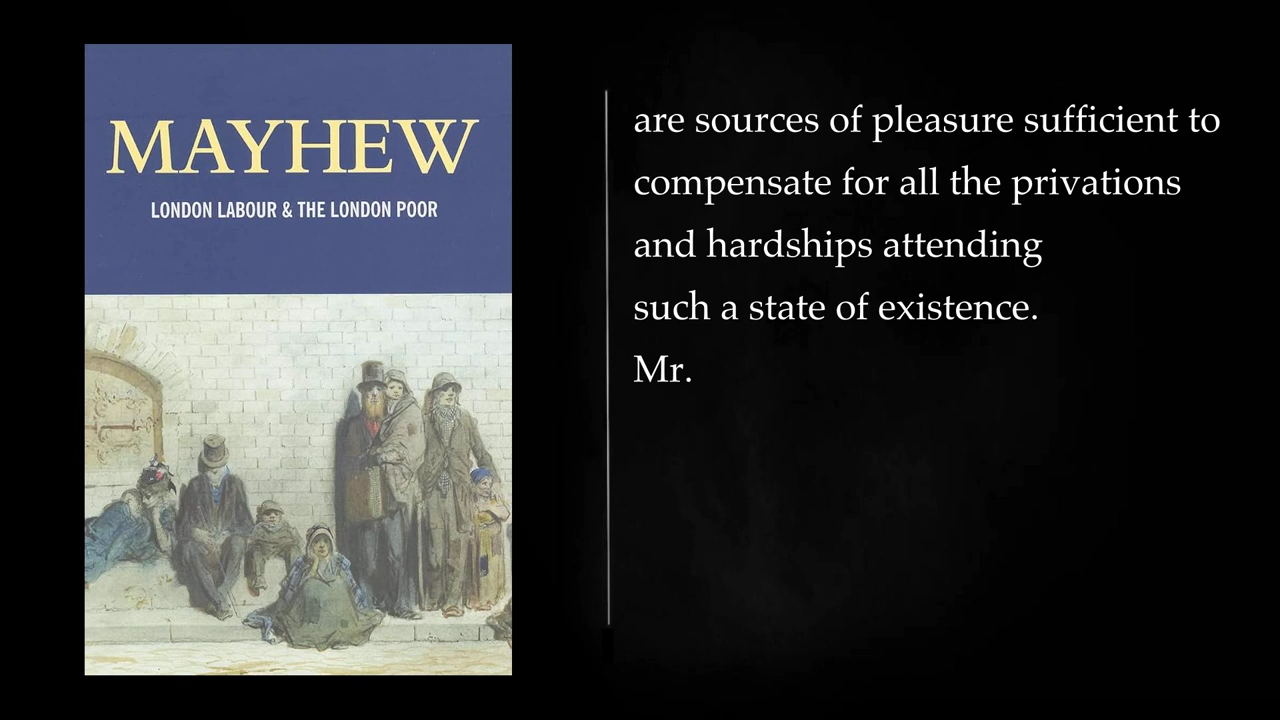 MAYHEW
LONDON LABOUR & THE LONDON POOR
are sources of pleasure sufficient to
compensate for all the privations
and hardships attending
such a state of existence.
Mr.